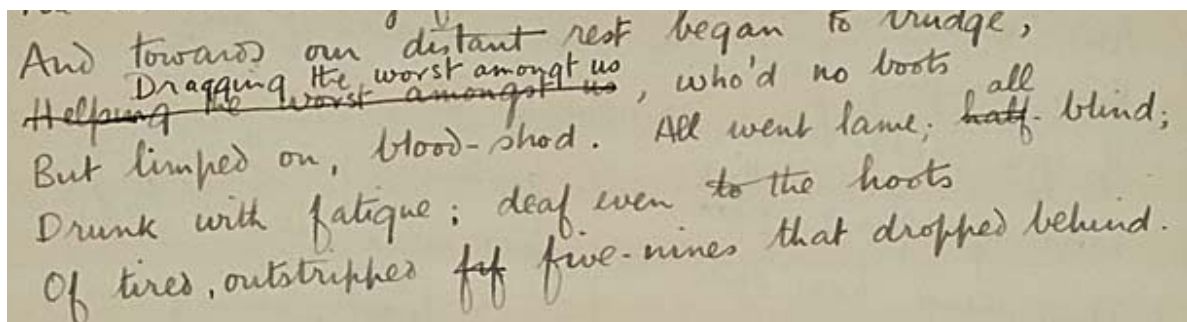 And towards our distant rest began to trudge,
Dragging the worst amongt us
Helping the worst amongst us, who'd no boots
all
But limped on, blood-shod. All went lame; half-blind;
Drunk with fatigue; deaf even to the hoots
Of tired, outstripped fif five-nines that dropped behind.